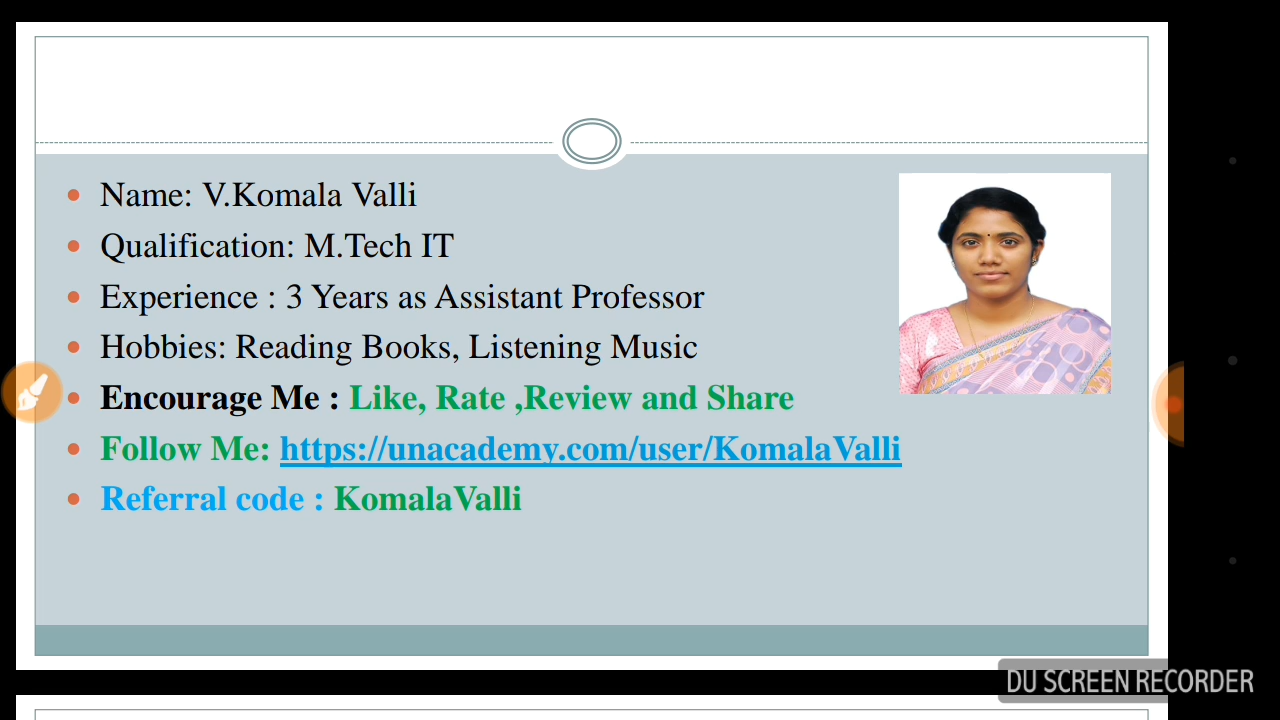 Name: V.Komala Valli
Qualification: M.Tech IT
Experience : 3 Years as Assistant Professor
Hobbies: Reading Books, Listening Music
Encourage Me : Like, Rate ,Review and Share
Follow Me: https://unacademy.com/user/KomalaValli
Referral code : KomalaValli
DU SCREEN RECORDER